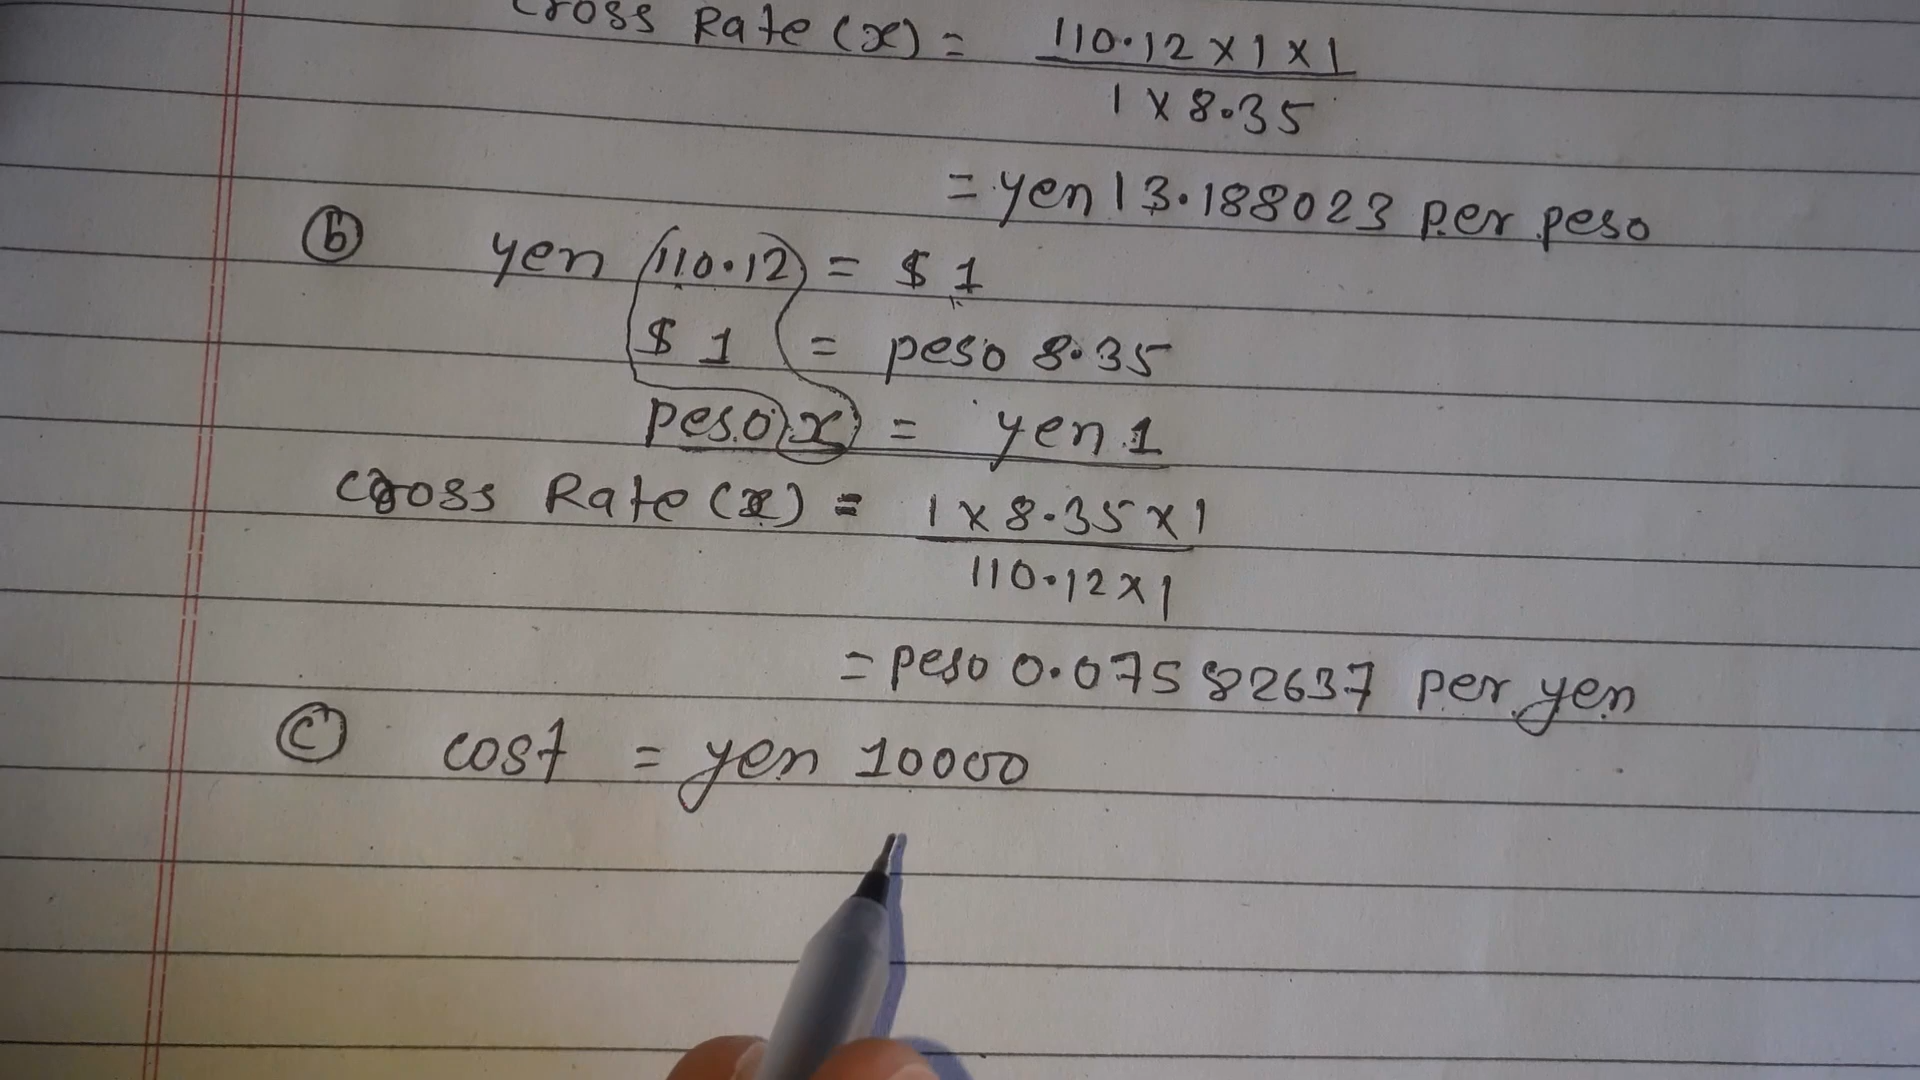 Cross Rate (x) = 110.12 x 1 x 1
1 x 8.35
= yen 13.188023 per peso
(b) yen 110.12 = $ 1
$ 1 = peso 8.35
peso x = yen 1
Cross Rate (x) = 1 x 8.35 x 1
110.12 x 1
= peso 0.07582637 per yen
(c) cost = yen 10000